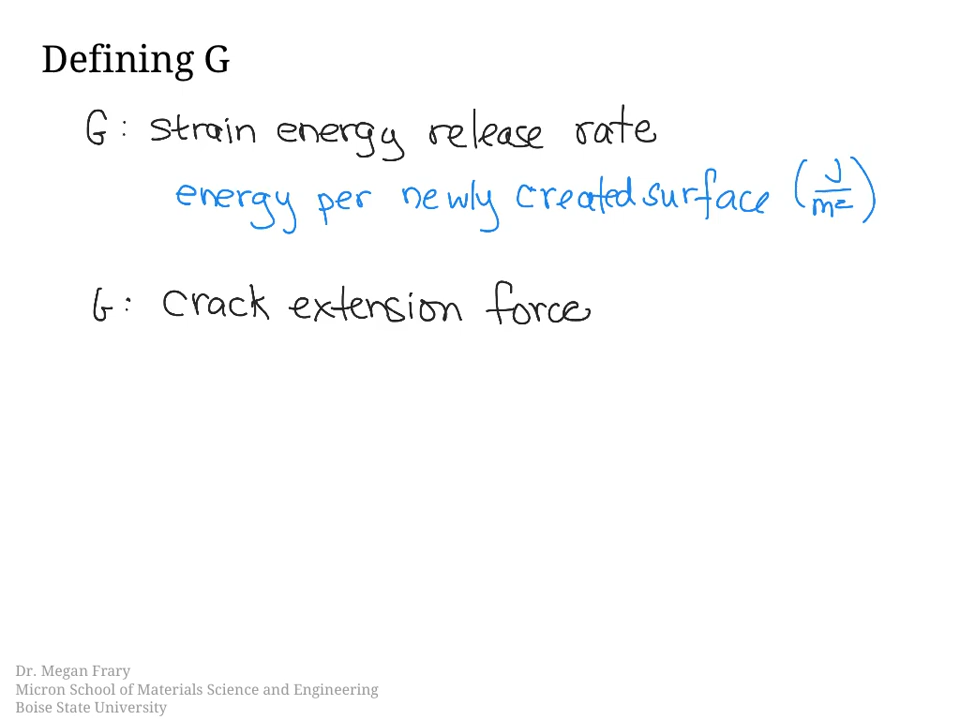 Defining G
G: strain energy release rate
energy per newly created surface (J/m²)
G: crack extension force
Dr. Megan Frary
Micron School of Materials Science and Engineering
Boise State University